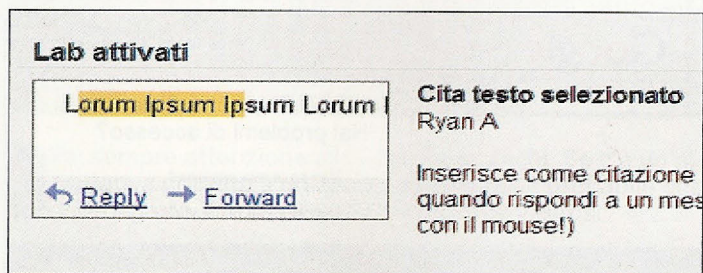 Lab attivati
Lorum Ipsum Ipsum Lorum
Reply Forward
Cita testo selezionato
Ryan A
Inserisce come citazione
quando rispondi a un mes
con il mouse!)